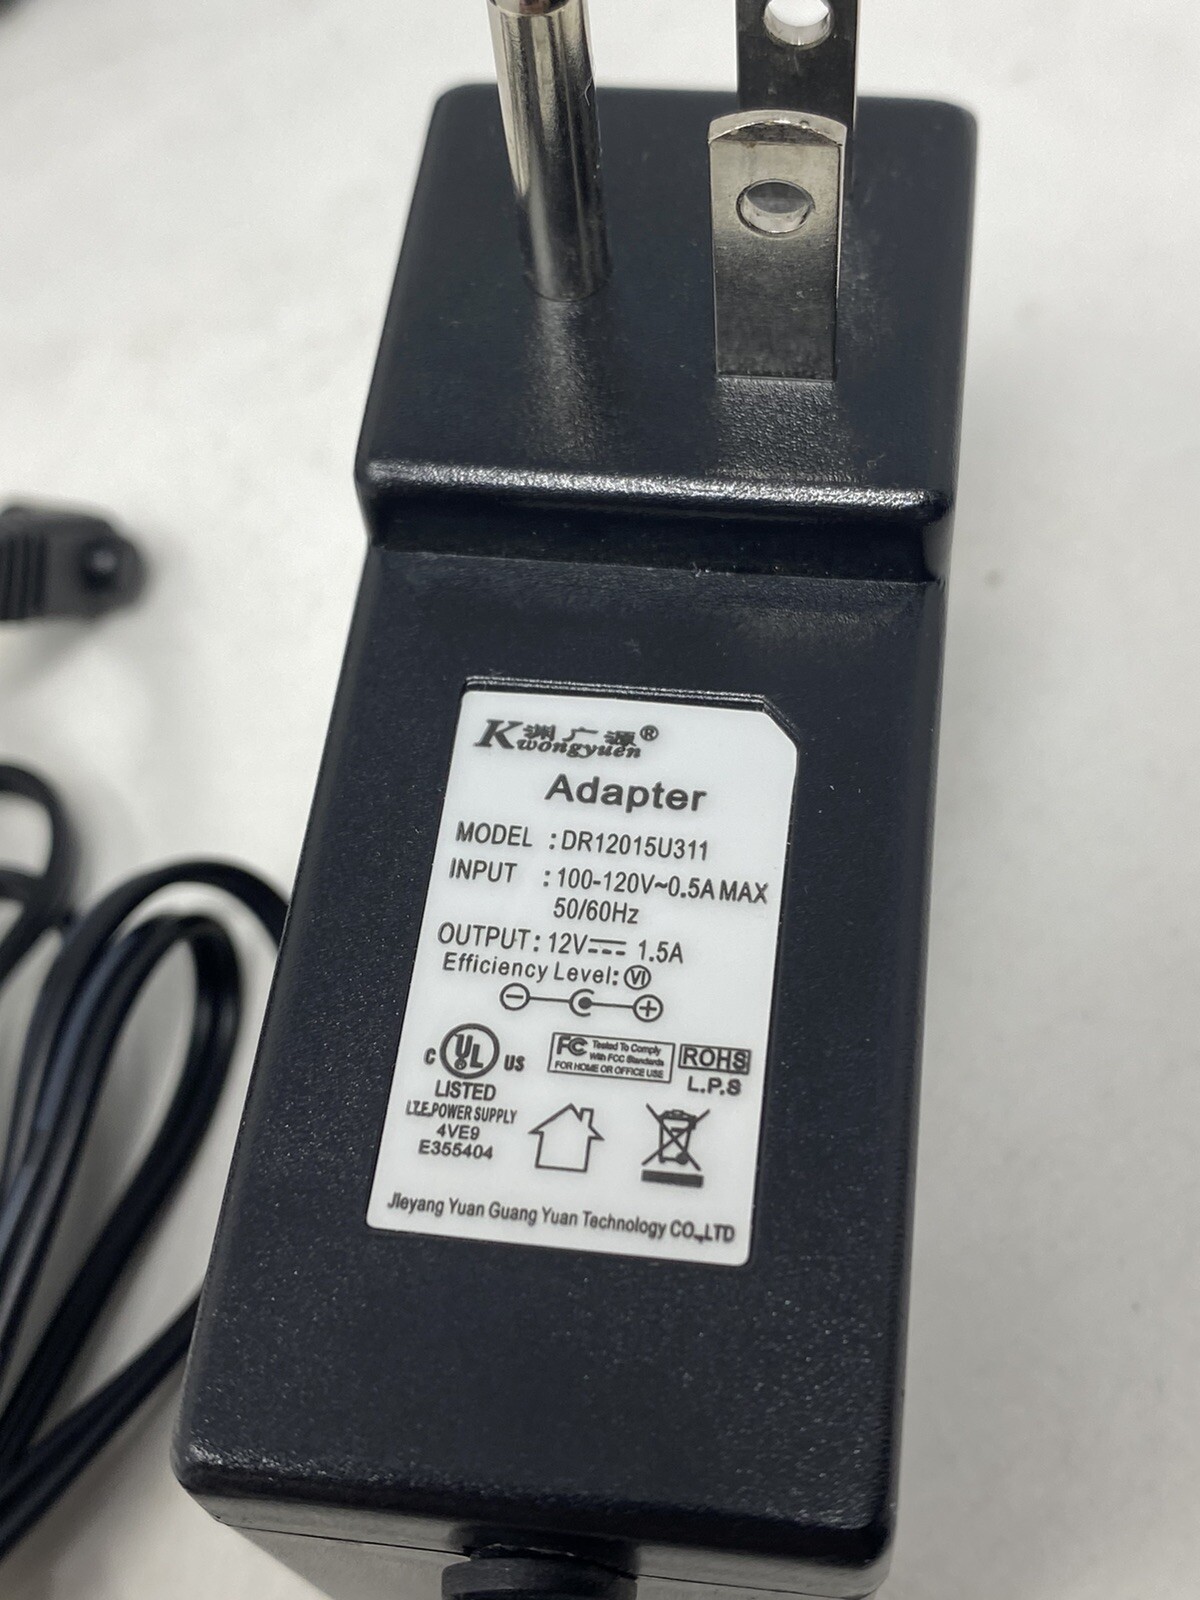 K洲广源®
wongyuen
Adapter
MODEL : DR12015U311
INPUT : 100-120V~0.5A MAX
50/60Hz
OUTPUT: 12V⎓ 1.5A
Efficiency Level: VI
− +
C UL US
LISTED
I.T.E.POWER SUPPLY
4VE9
E355404
FC Tested To Comply
With FCC Standards
FOR HOME OR OFFICE USE
ROHS
L.P.S
Jieyang Yuan Guang Yuan Technology CO.,LTD